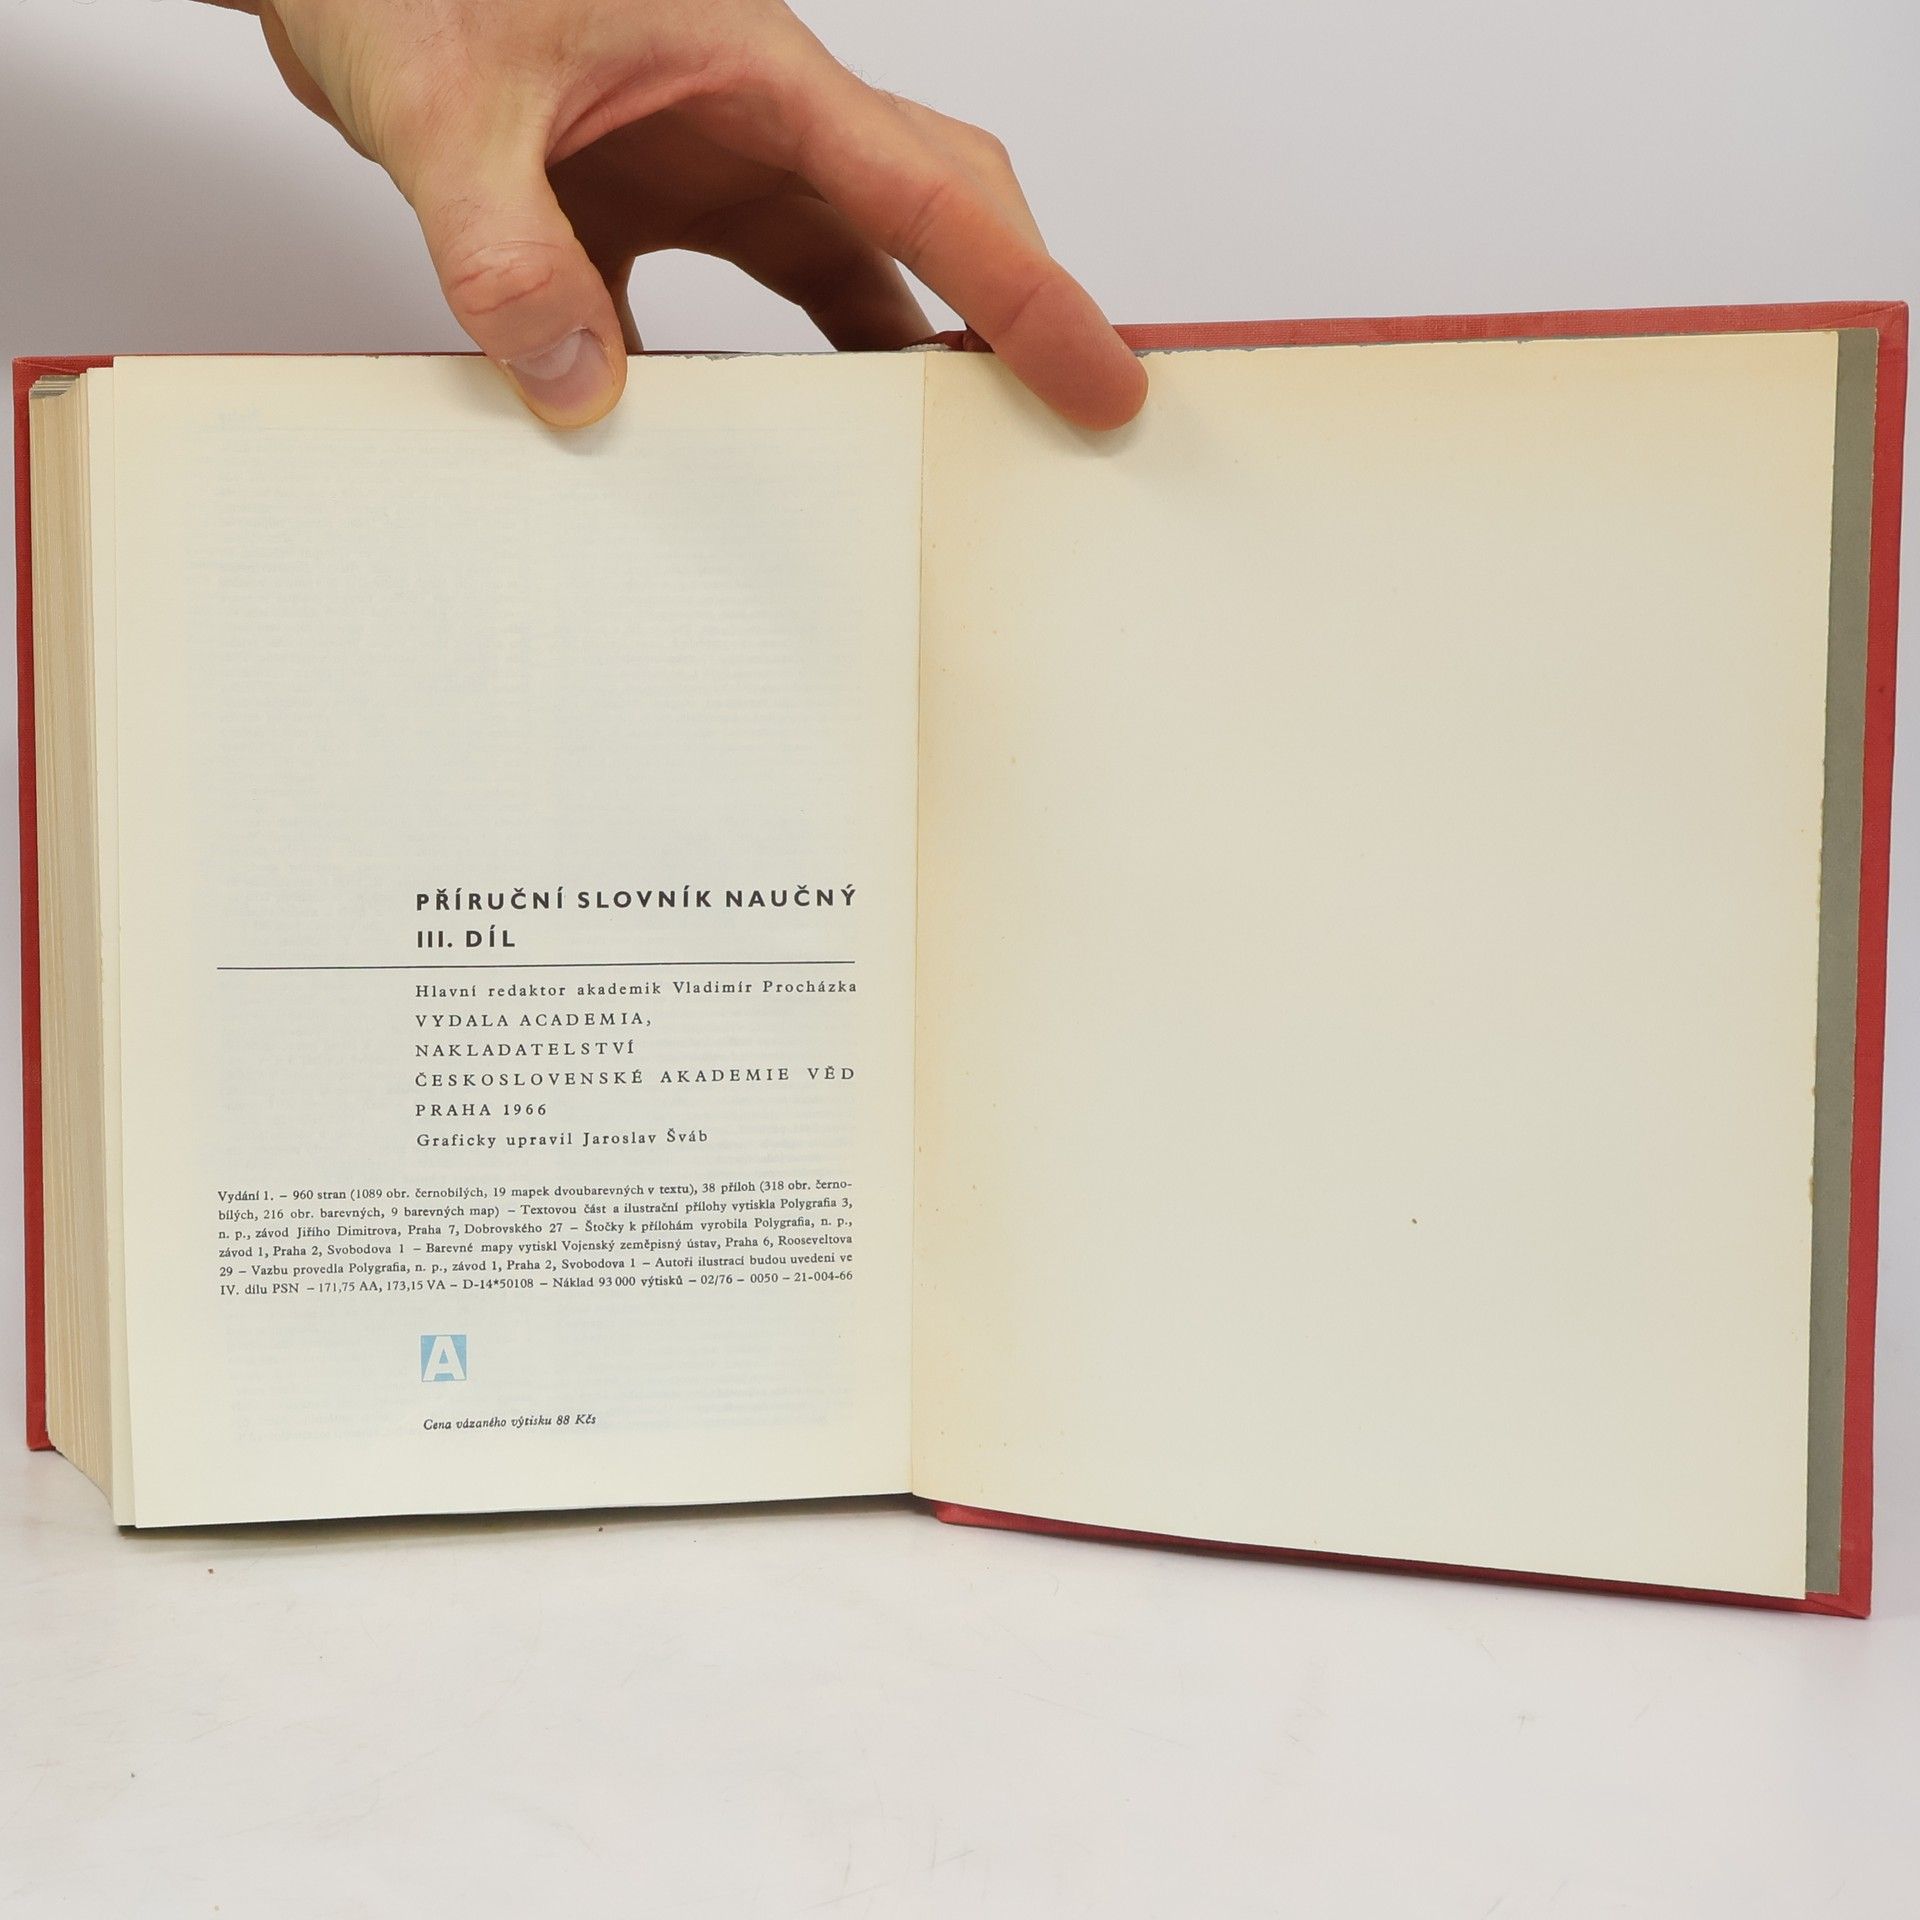 PŘÍRUČNÍ SLOVNÍK NAUČNÝ
III. DÍL
Hlavní redaktor akademik Vladimír Procházka
VYDALA ACADEMIA,
NAKLADATELSTVÍ
ČESKOSLOVENSKÉ AKADEMIE VĚD
PRAHA 1966
Graficky upravil Jaroslav Šváb
Vydání 1. – 960 stran (1089 obr. černobílých, 19 mapek dvoubarevných v textu), 38 příloh (318 obr. černo-
bílých, 216 obr. barevných, 9 barevných map) – Textovou část a ilustrační přílohy vytiskla Polygrafia 3,
n. p., závod Jiřího Dimitrova, Praha 7, Dobrovského 27 – Štočky k přílohám vyrobila Polygrafia, n. p.,
závod 1, Praha 2, Svobodova 1 – Barevné mapy vytiskl Vojenský zeměpisný ústav, Praha 6, Rooseveltova
29 – Vazbu provedla Polygrafia, n. p., závod 1, Praha 2, Svobodova 1 – Autoři ilustrací budou uvedeni ve
IV. dílu PSN – 171,75 AA, 173,15 VA – D-14*50108 – Náklad 93 000 výtisků – 02/76 – 0050 – 21-004-66
A
Cena vázaného výtisku 88 Kčs